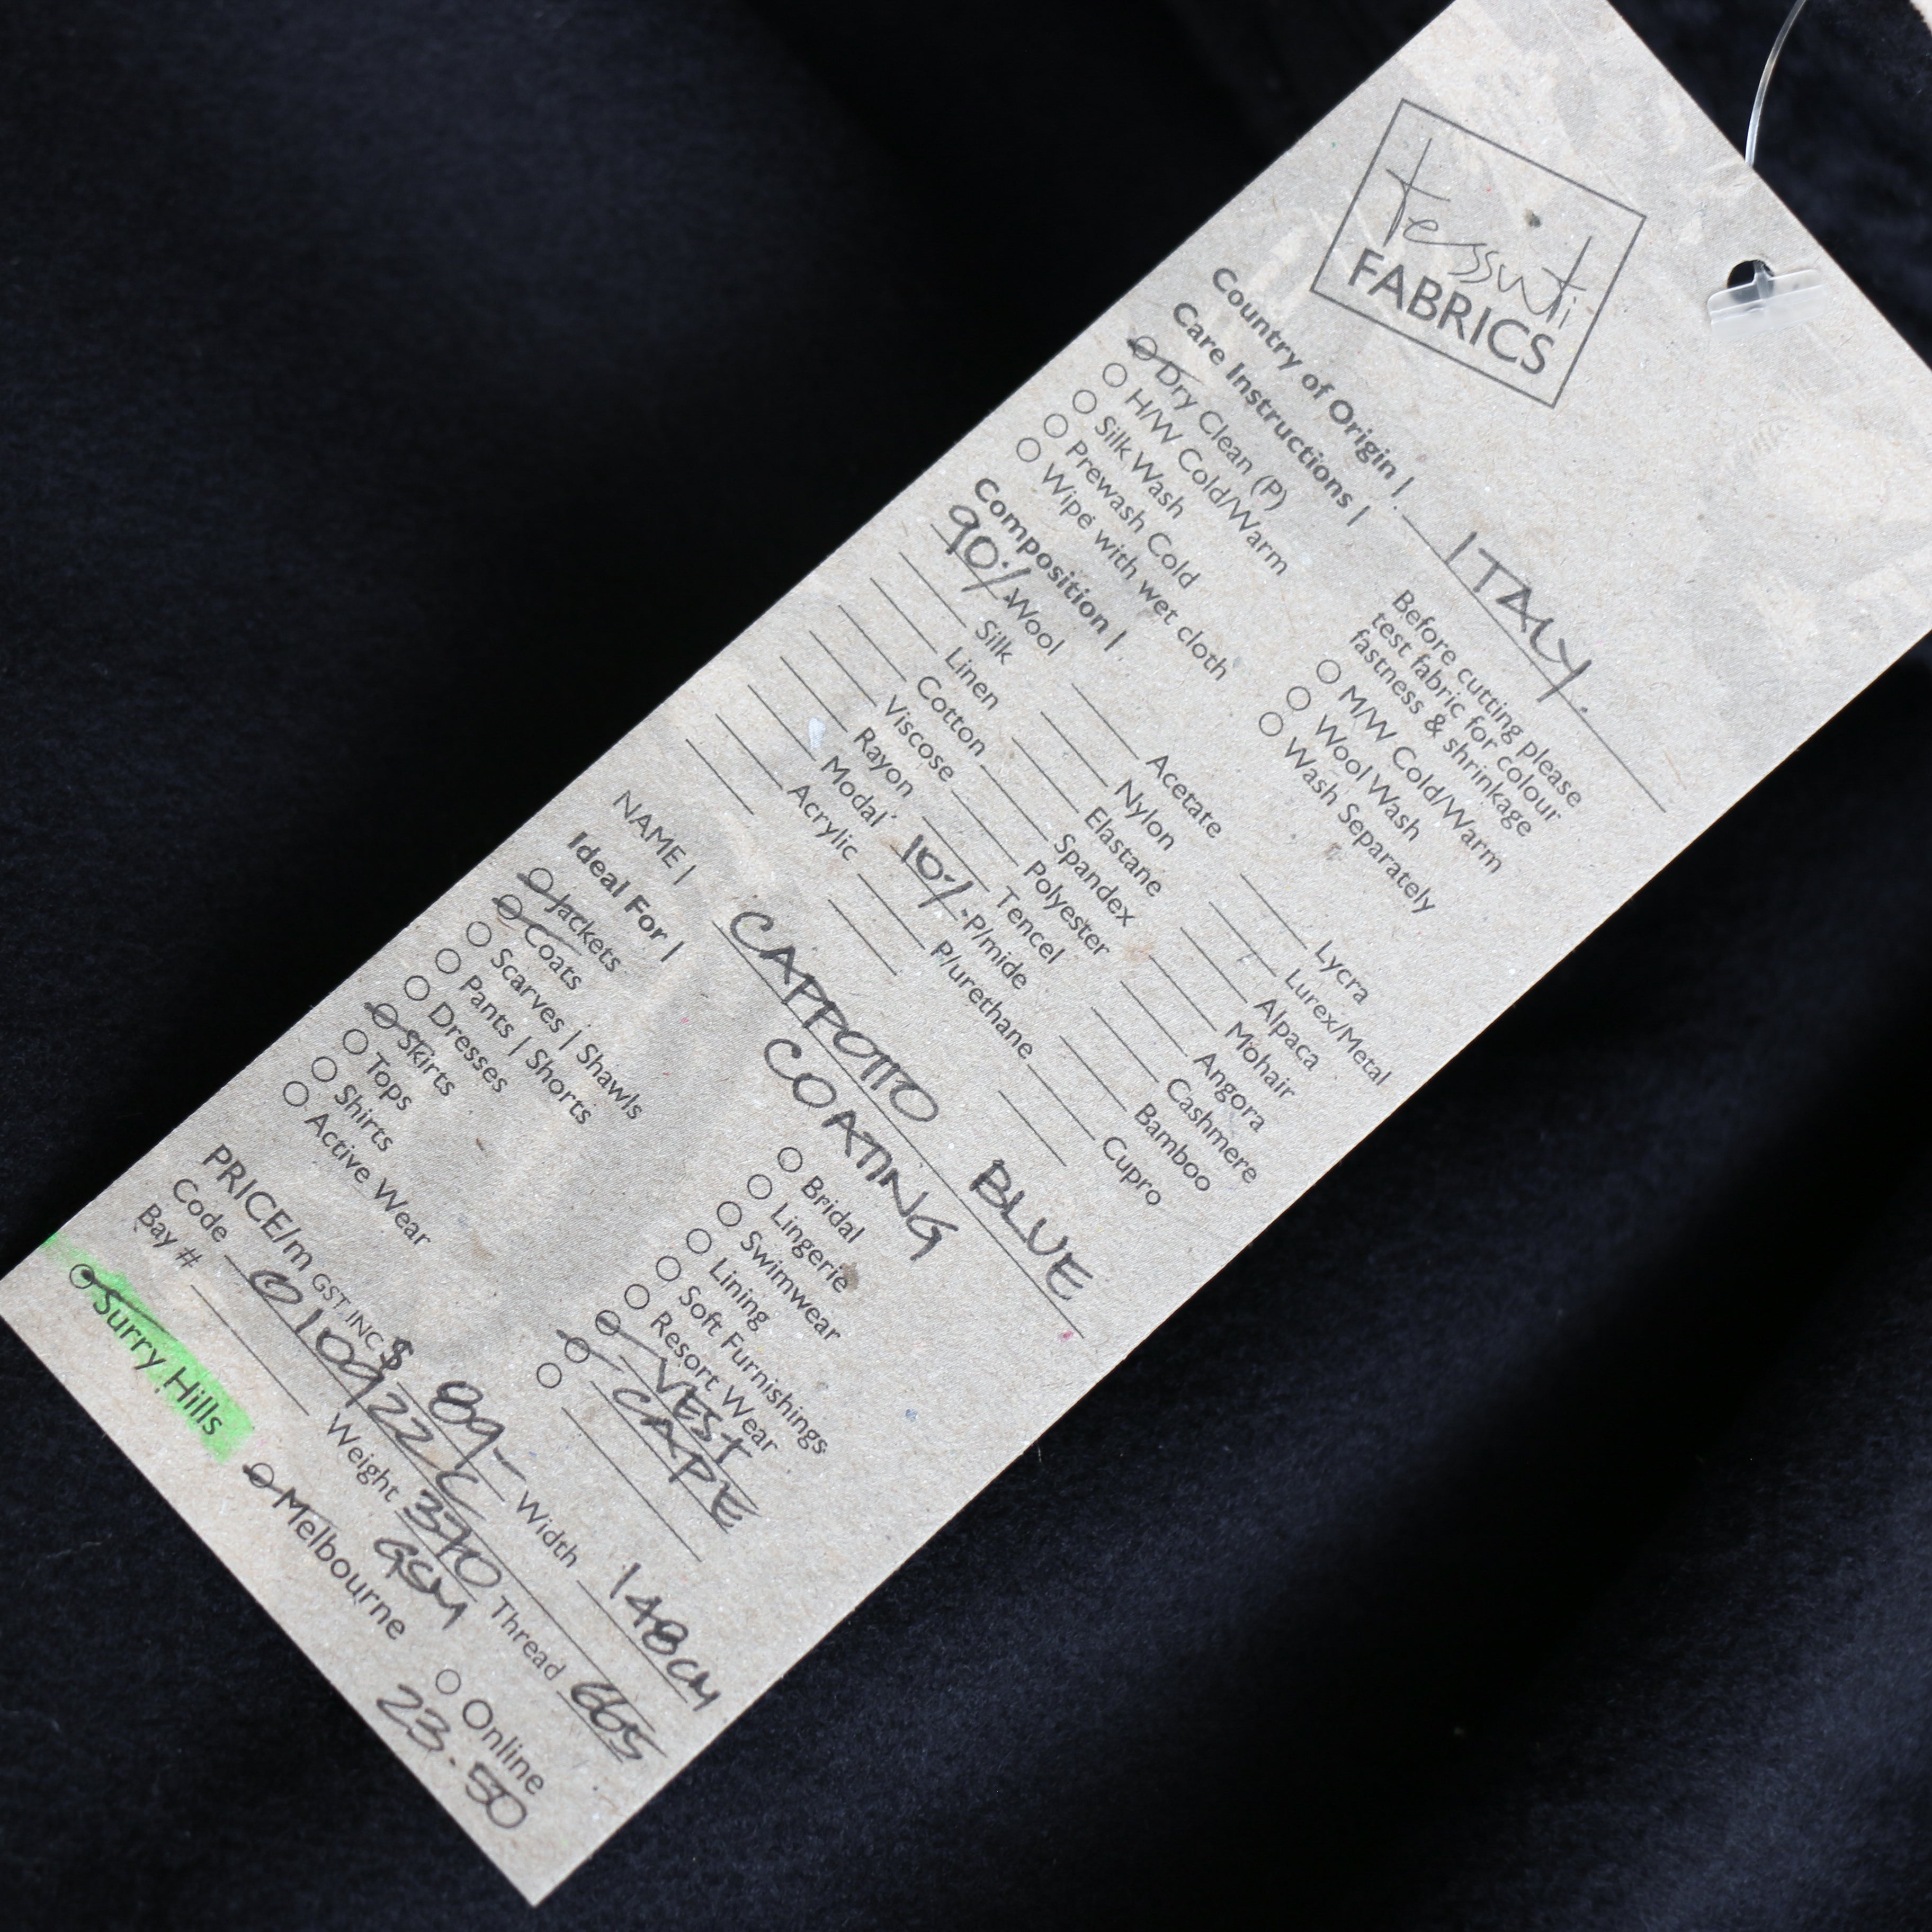 tessuti
FABRICS
Country of Origin | ITALY.
Care Instructions |
Dry Clean (P)
H/W Cold/Warm
Silk Wash
Prewash Cold
Wipe with wet cloth
Before cutting please
test fabric for colour
fastness & shrinkage
M/W Cold/Warm
Wool Wash
Wash Separately
Composition |
90% Wool
Silk
Linen
Cotton
Viscose
Rayon
Modal
Acrylic
Acetate
Nylon
Elastane
Spandex
Polyester
Tencel
10% P/mide
P/urethane
Lycra
Lurex/Metal
Alpaca
Mohair
Angora
Cashmere
Bamboo
Cupro
NAME | CAPPOTTO BLUE
COATING
Ideal For |
Jackets
Coats
Scarves | Shawls
Pants | Shorts
Dresses
Skirts
Tops
Shirts
Active Wear
Bridal
Lingerie
Swimwear
Lining
Soft Furnishings
Resort Wear
VEST
CAPE
PRICE/m GST INC $ 89- Width 148CM
Code 010922C
Bay # Weight 370 GSM Thread 665
Surry Hills Melbourne Online
23.50